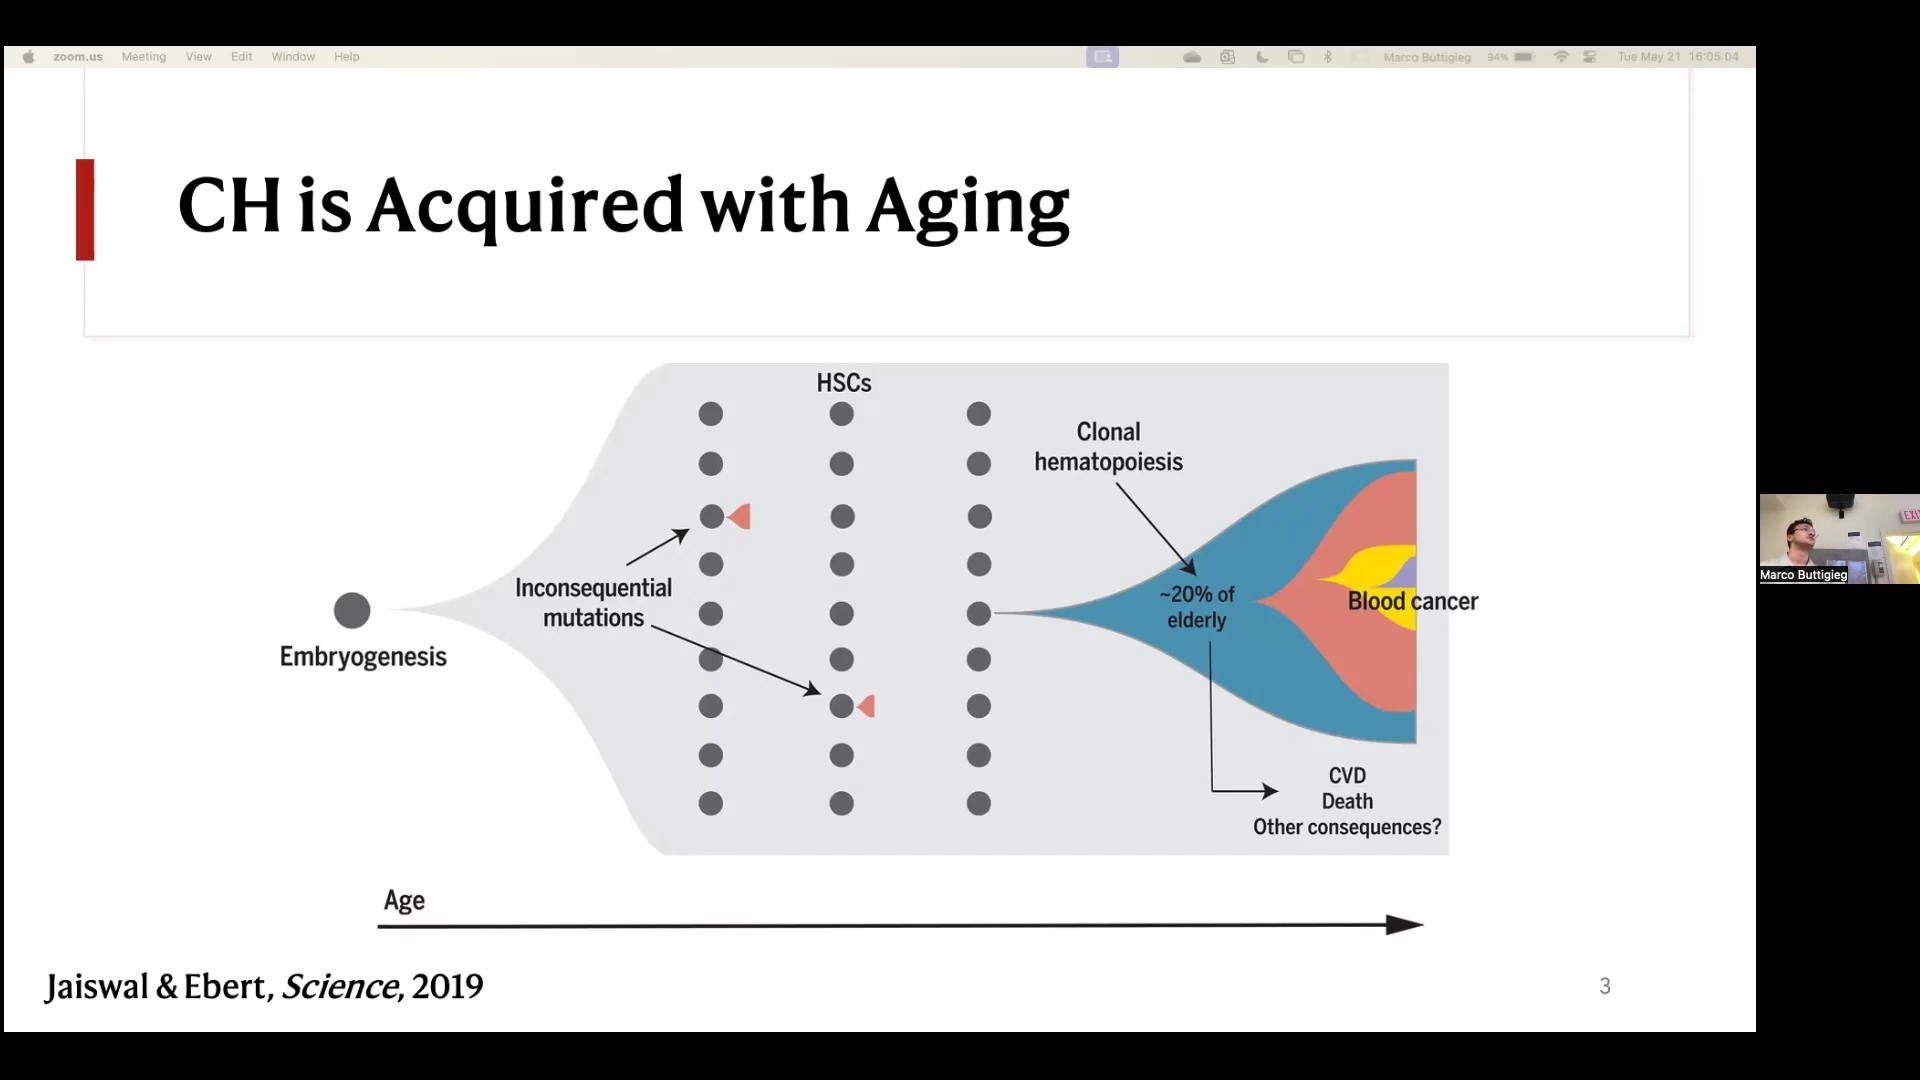 zoom.us Meeting View Edit Window Help Marco Buttigieg 94% Tue May 21 16:05:04
CH is Acquired with Aging
HSCs
Clonal
hematopoiesis
~20% of
elderly
Inconsequential
mutations
Blood cancer
Embryogenesis
CVD
Death
Other consequences?
Age
Jaiswal & Ebert, Science, 2019
3
EXI
Marco Buttigieg